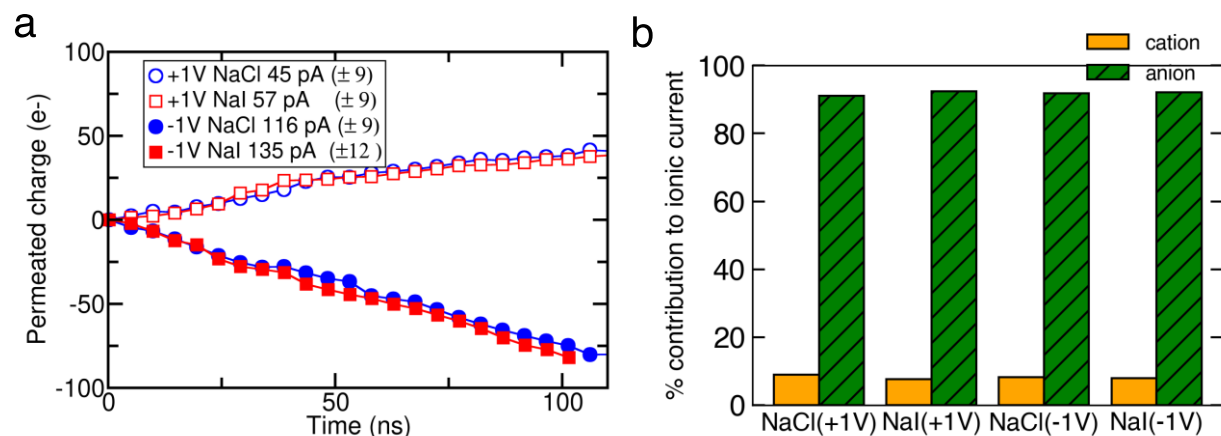 a
Permeated charge (e-)
100
50
0
-50
-100
+1V NaCl 45 pA (± 9)
+1V NaI 57 pA (± 9)
-1V NaCl 116 pA (± 9)
-1V NaI 135 pA (±12 )
0
50
100
Time (ns)
b
cation
anion
% contribution to ionic current
100
80
60
40
20
0
NaCl(+1V)
NaI(+1V)
NaCl(-1V)
NaI(-1V)